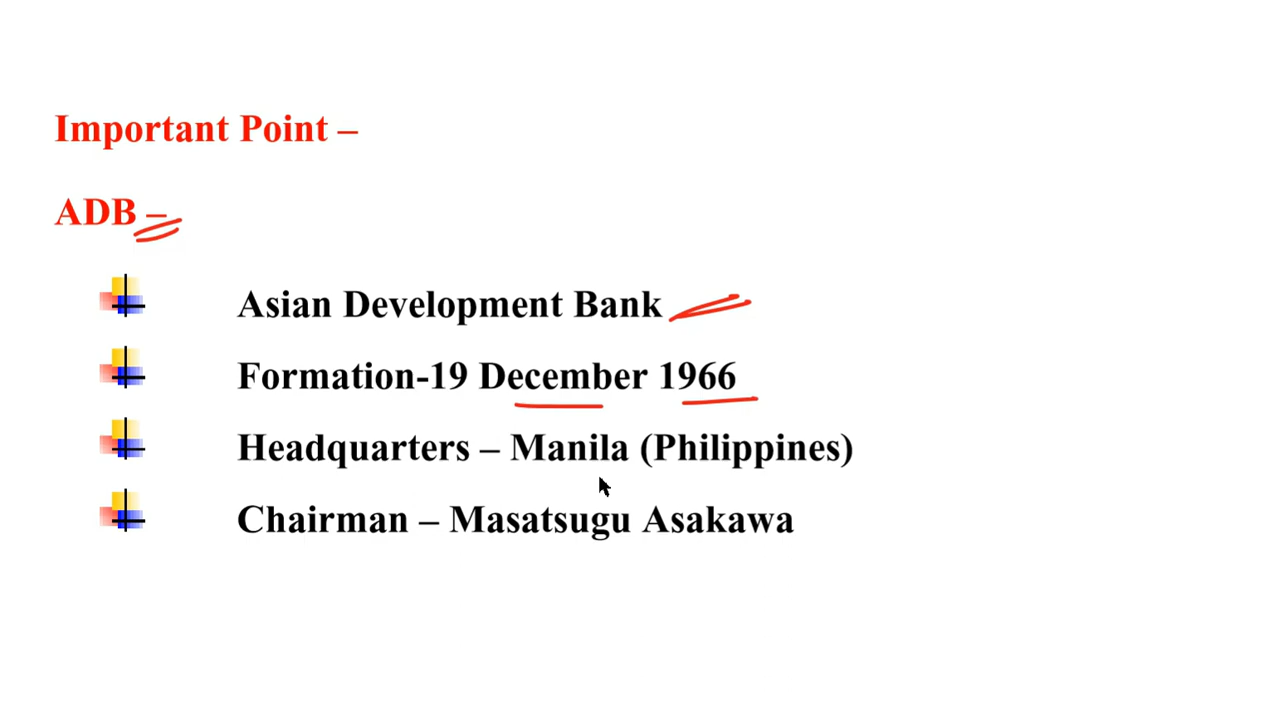 Important Point –
ADB –
Asian Development Bank
Formation-19 December 1966
Headquarters – Manila (Philippines)
Chairman – Masatsugu Asakawa